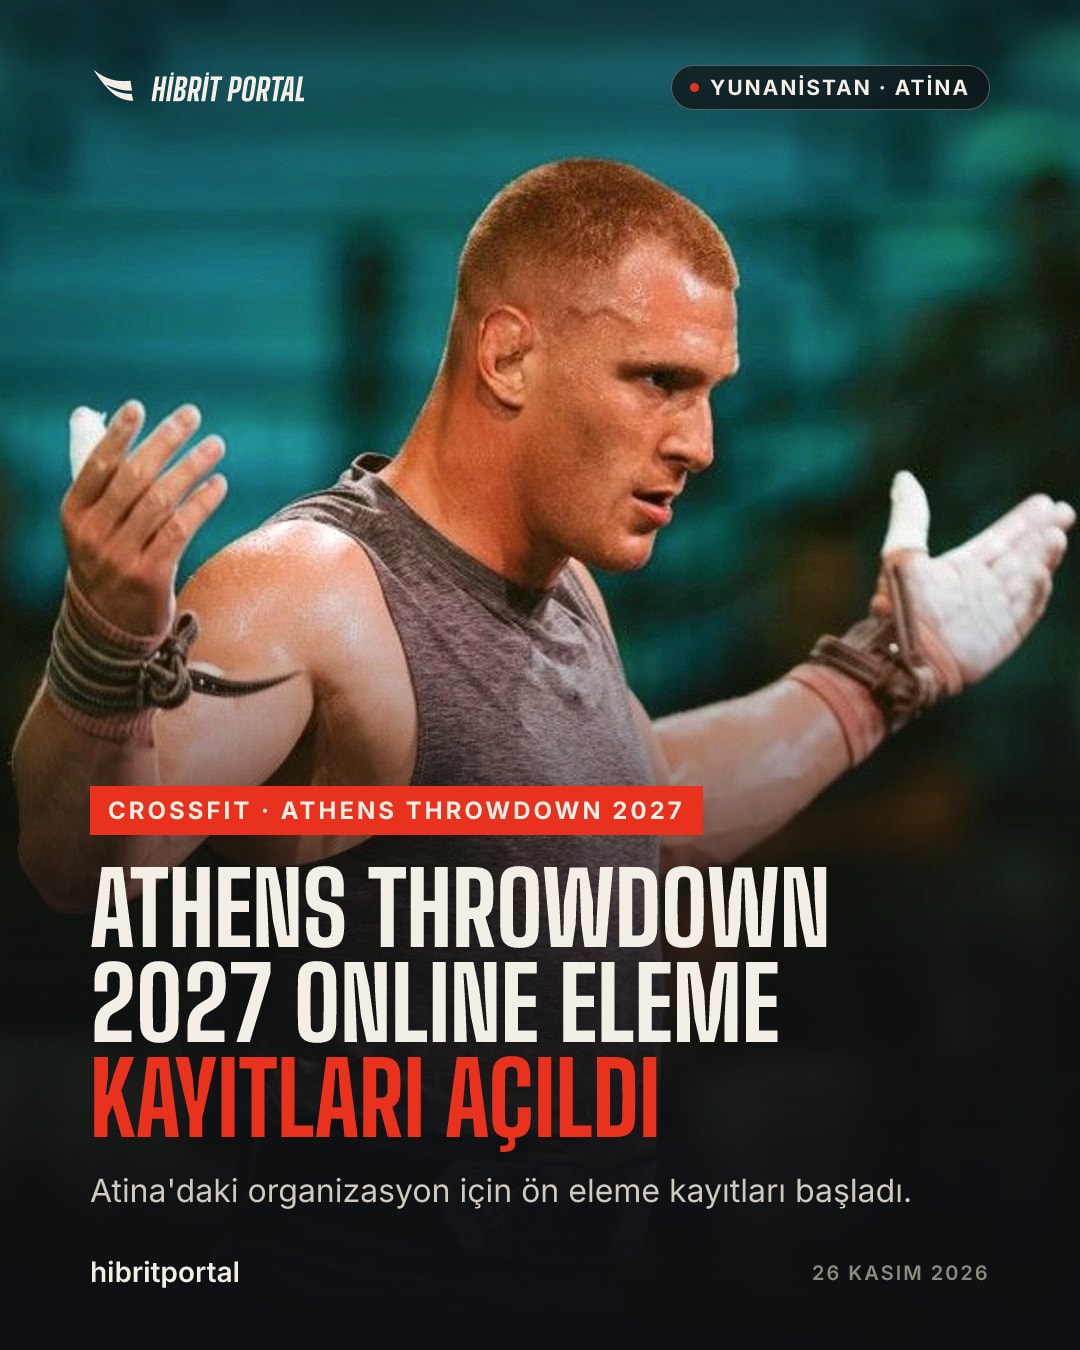 HİBRİT PORTAL
YUNANİSTAN · ATİNA
CROSSFIT · ATHENS THROWDOWN 2027
ATHENS THROWDOWN
2027 ONLINE ELEME
KAYITLARI AÇILDI
Atina'daki organizasyon için ön eleme kayıtları başladı.
hibritportal
26 KASIM 2026